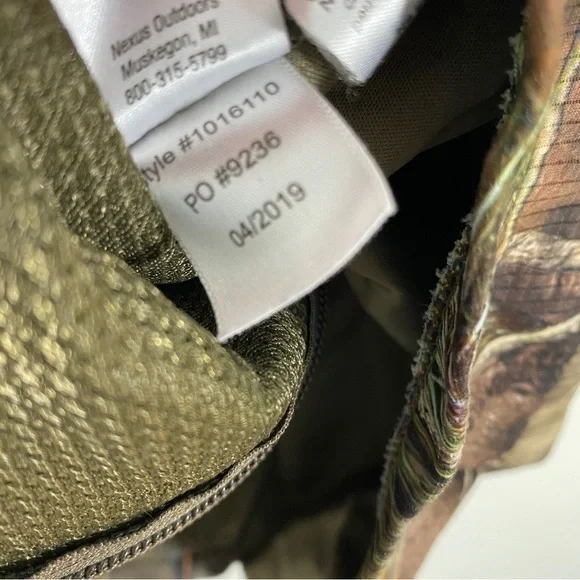 Nexus Outdoors
Muskegon, MI
800-315-5799
tyle #1016110
PO #9236
04/2019